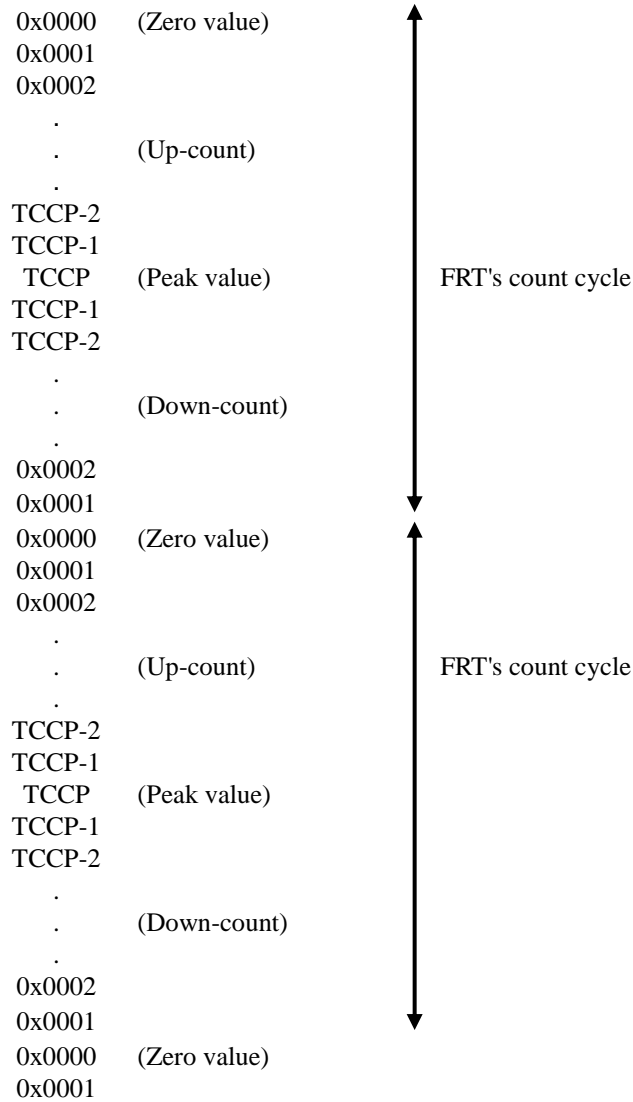 0x0000 (Zero value)
0x0001
0x0002
.
. (Up-count)
.
TCCP-2
TCCP-1
TCCP (Peak value) FRT's count cycle
TCCP-1
TCCP-2
.
. (Down-count)
.
0x0002
0x0001
0x0000 (Zero value)
0x0001
0x0002
.
. (Up-count) FRT's count cycle
.
TCCP-2
TCCP-1
TCCP (Peak value)
TCCP-1
TCCP-2
.
. (Down-count)
.
0x0002
0x0001
0x0000 (Zero value)
0x0001